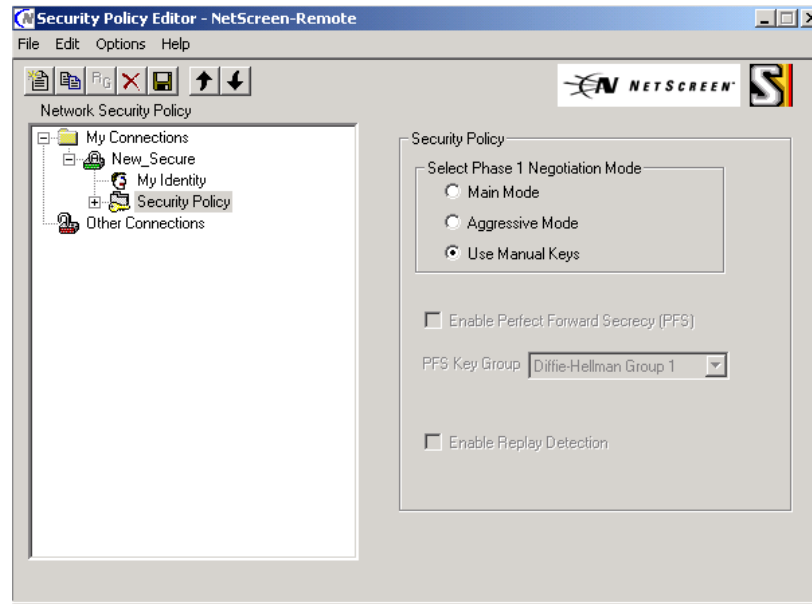 Security Policy Editor - NetScreen-Remote
File Edit Options Help
RG
NETSCREEN
S
Network Security Policy
My Connections
New_Secure
My Identity
Security Policy
Other Connections
Security Policy
Select Phase 1 Negotiation Mode
Main Mode
Aggressive Mode
Use Manual Keys
Enable Perfect Forward Secrecy (PFS)
PFS Key Group Diffie-Hellman Group 1
Enable Replay Detection